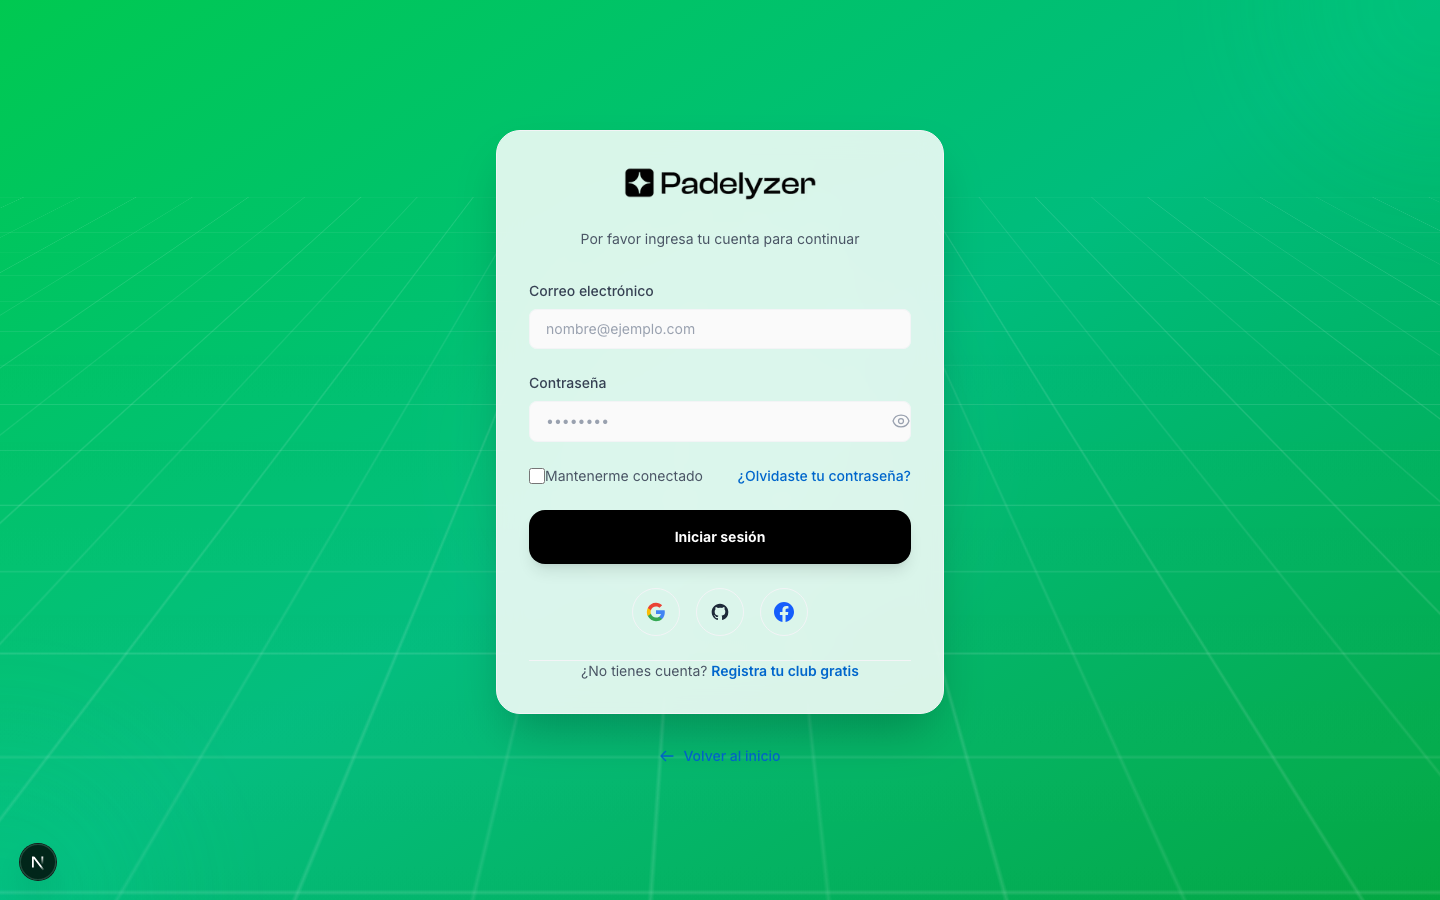 Padelyzer
Por favor ingresa tu cuenta para continuar
Correo electrónico
nombre@ejemplo.com
Contraseña
••••••••
Mantenerme conectado
¿Olvidaste tu contraseña?
Iniciar sesión
¿No tienes cuenta? Registra tu club gratis
Volver al inicio